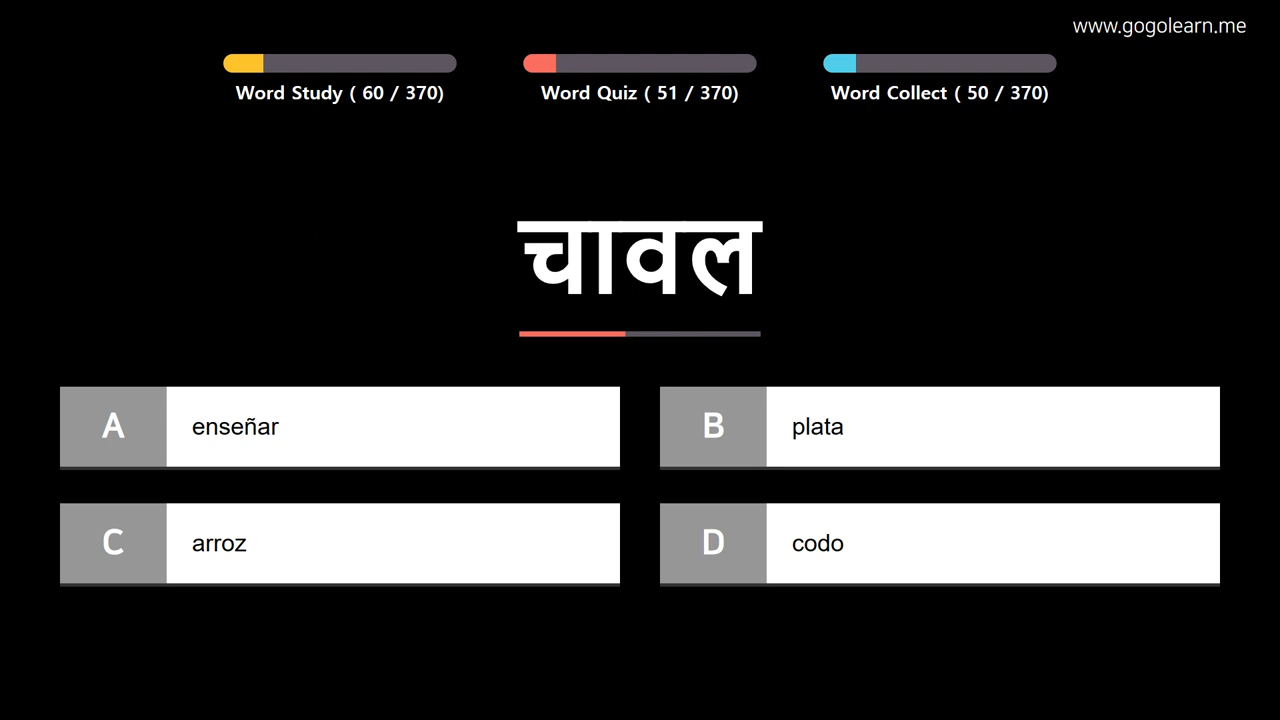 www.gogolearn.me
Word Study ( 60 / 370)
Word Quiz ( 51 / 370)
Word Collect ( 50 / 370)
चावल
A enseñar
B plata
C arroz
D codo